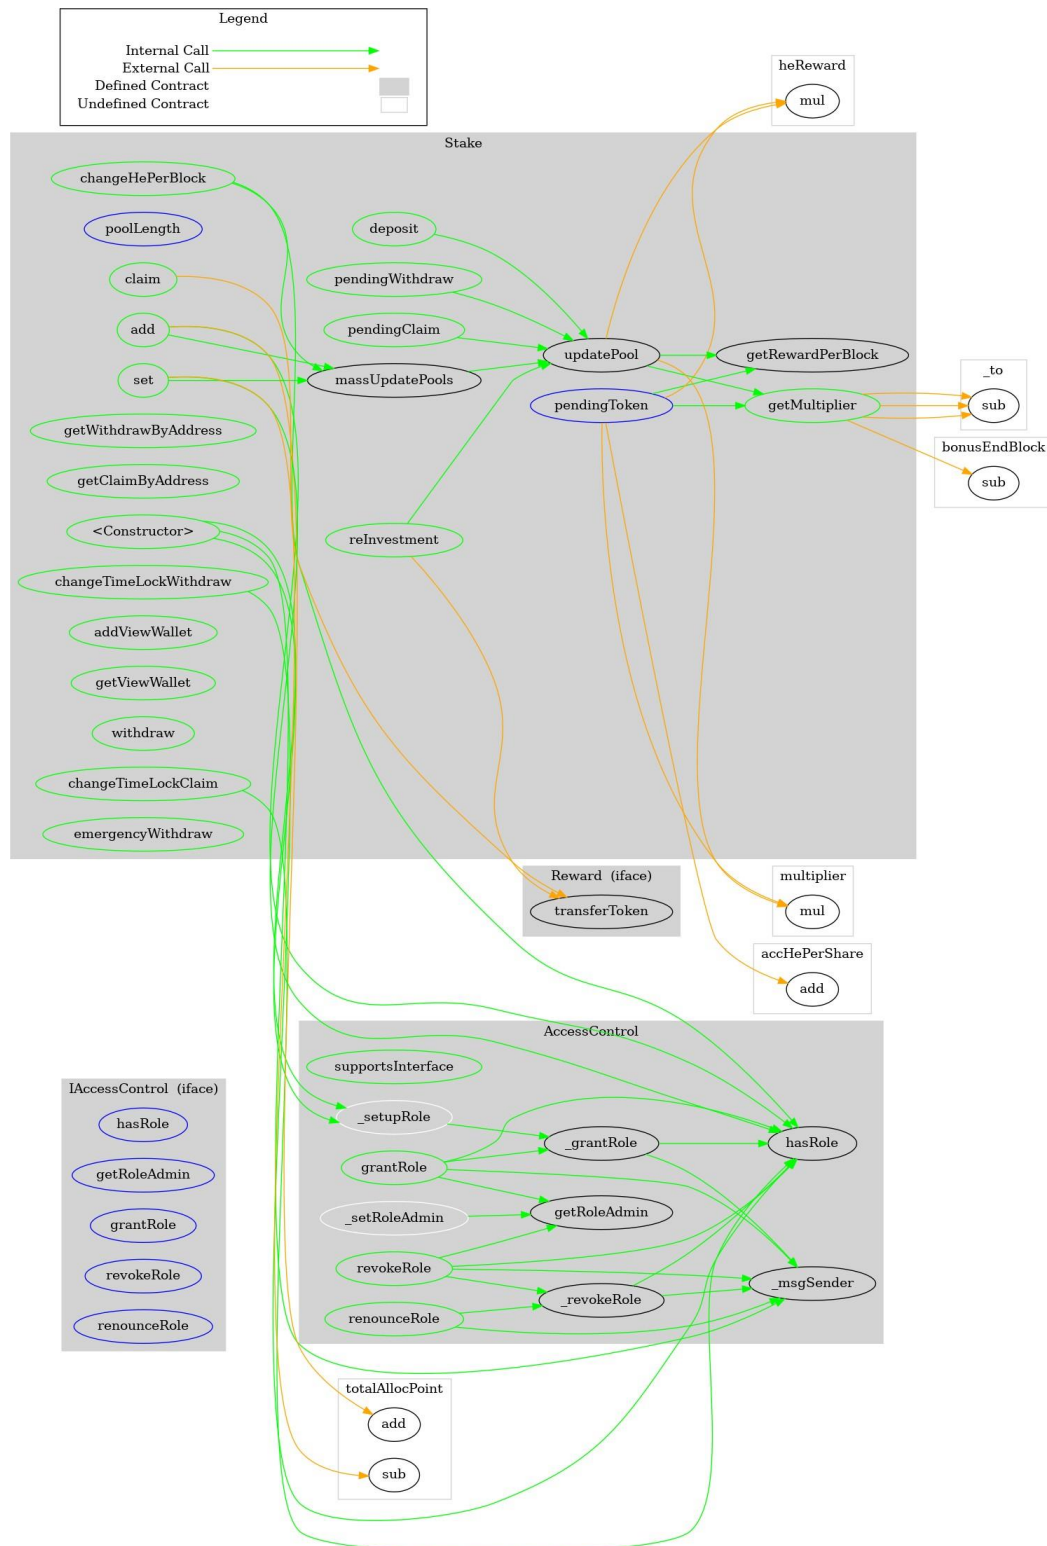 Legend
Internal Call
External Call
Defined Contract
Undefined Contract
heReward
mul
Stake
changeHePerBlock
poolLength
deposit
claim
pendingWithdraw
add
pendingClaim
updatePool
getRewardPerBlock
_to
set
massUpdatePools
pendingToken
getMultiplier
sub
getWithdrawByAddress
bonusEndBlock
getClaimByAddress
sub
<Constructor>
reInvestment
changeTimeLockWithdraw
addViewWallet
getViewWallet
withdraw
changeTimeLockClaim
emergencyWithdraw
Reward (iface)
transferToken
multiplier
mul
accHePerShare
add
AccessControl
supportsInterface
IAccessControl (iface)
hasRole
_setupRole
_grantRole
hasRole
getRoleAdmin
grantRole
getRoleAdmin
grantRole
_setRoleAdmin
revokeRole
revokeRole
_revokeRole
_msgSender
renounceRole
renounceRole
totalAllocPoint
add
sub